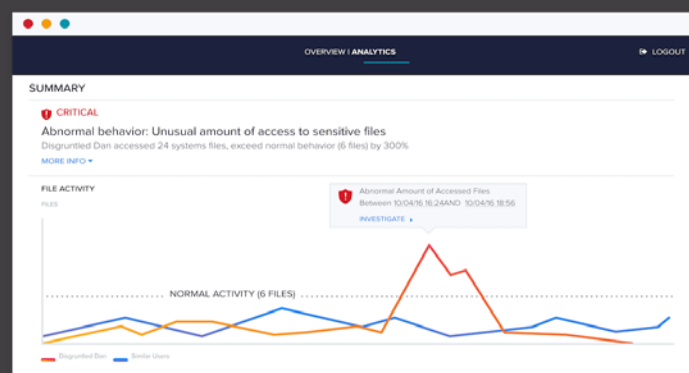 OVERVIEW I ANALYTICS
LOGOUT
SUMMARY
CRITICAL
Abnormal behavior: Unusual amount of access to sensitive files
Disgruntled Dan accessed 24 systems files, exceed normal behavior (6 files) by 300%
MORE INFO
FILE ACTIVITY
FILES
Abnormal Amount of Accessed Files
Between 10/04/16 16:24AND 10/04/16 18:56
INVESTIGATE
NORMAL ACTIVITY (6 FILES)
Disgrunted Dan
Similar Users